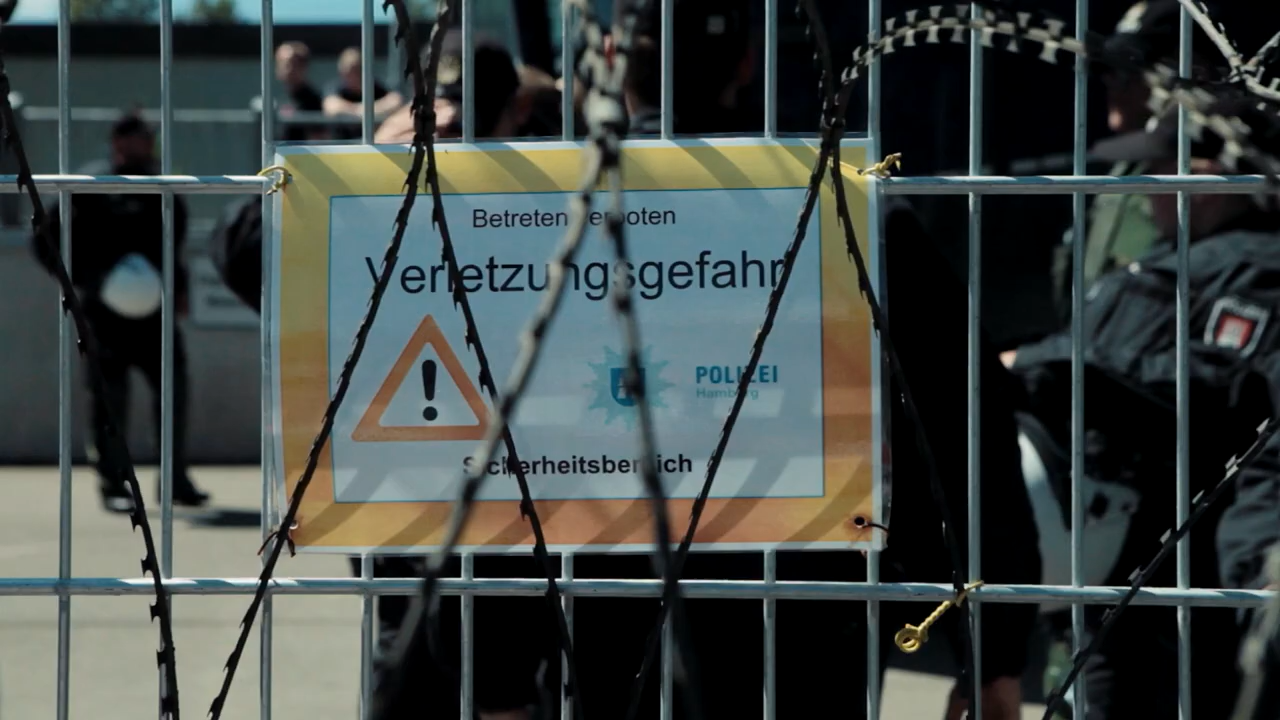 Betreten verboten
Verletzungsgefahr
POLIZEI
Hamburg
Sicherheitsbereich